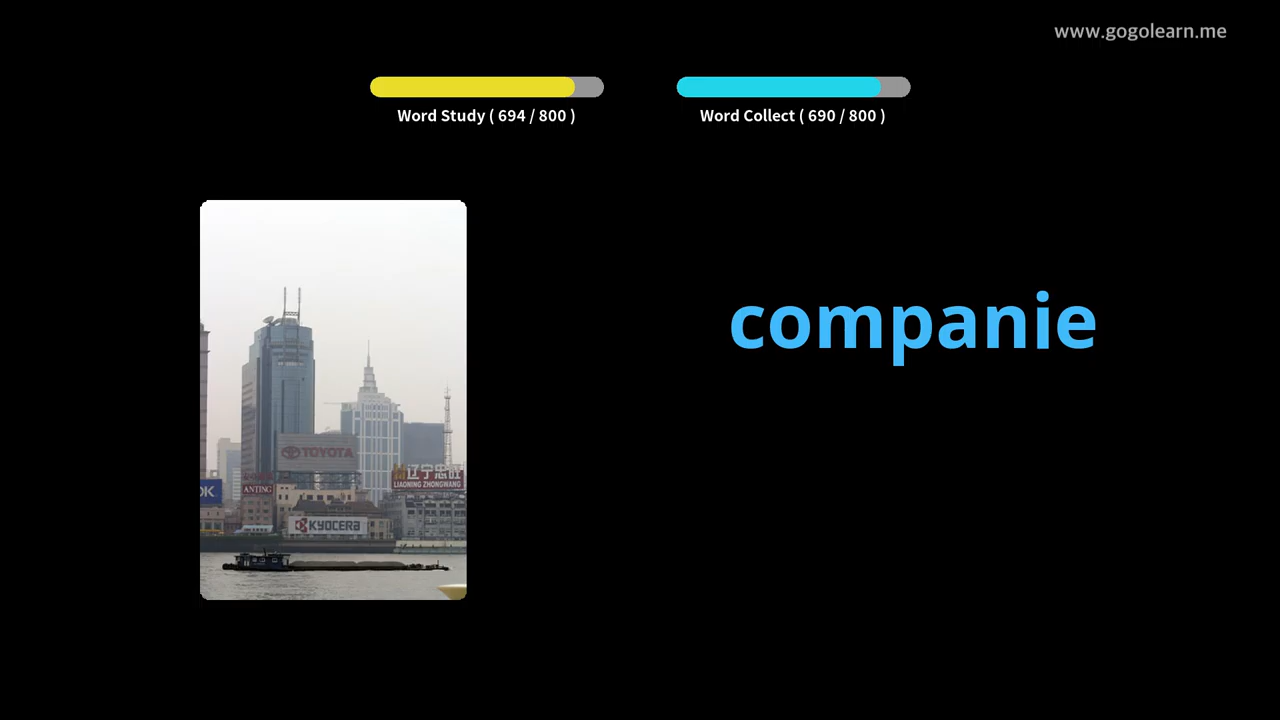 www.gogolearn.me
Word Study ( 694 / 800 )
Word Collect ( 690 / 800 )
companie
TOYOTA
辽宁忠旺
LIAONING ZHONGWANG
OK
ANTING
KYOCERA